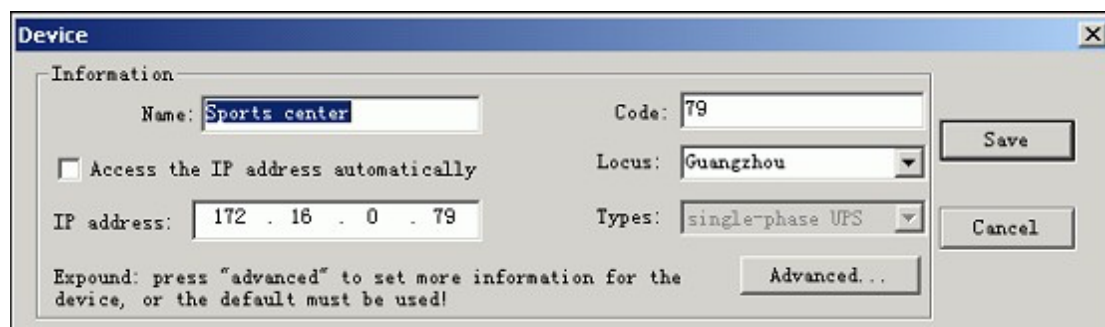 Device
Information
Name: Sports center
Code: 79
Save
Access the IP address automatically
Locus: Guangzhou
IP address: 172 . 16 . 0 . 79
Types: single-phase UPS
Cancel
Expound: press "advanced" to set more information for the
device, or the default must be used!
Advanced...